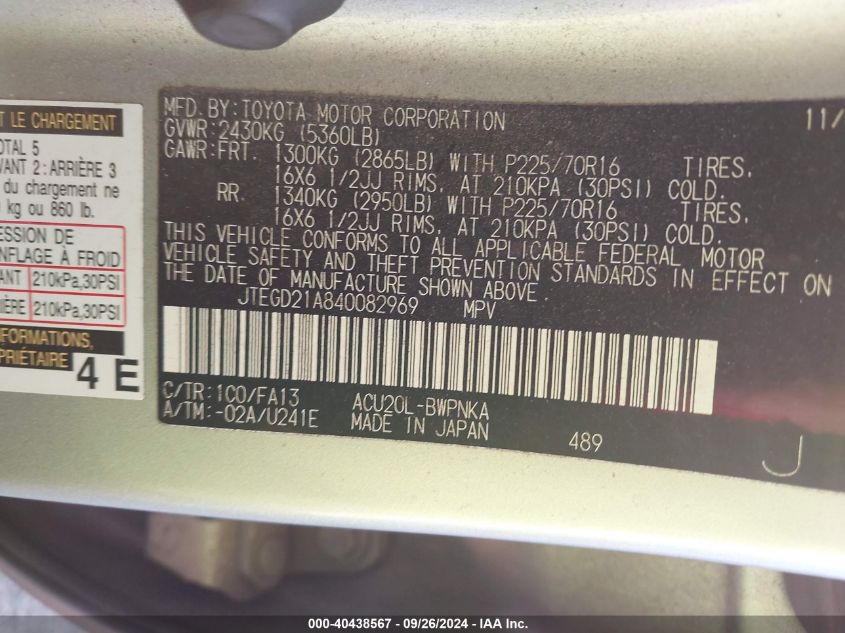 T LE CHARGEMENT
OTAL 5
VANT 2 : ARRIÈRE 3
du chargement ne
kg ou 860 lb.
ESSION DE
NFLAGE À FROID
ANT 210kPa,30PSI
IÈRE 210kPa,30PSI
FORMATIONS,
PRIÉTAIRE
4 E
MFD. BY: TOYOTA MOTOR CORPORATION 11/
GVWR: 2430KG (5360LB)
GAWR: FRT. 1300KG (2865LB) WITH P225/70R16 TIRES,
16X6 1/2JJ RIMS, AT 210KPA (30PSI) COLD.
RR. 1340KG (2950LB) WITH P225/70R16 TIRES,
16X6 1/2JJ RIMS, AT 210KPA (30PSI) COLD.
THIS VEHICLE CONFORMS TO ALL APPLICABLE FEDERAL MOTOR
VEHICLE SAFETY AND THEFT PREVENTION STANDARDS IN EFFECT ON
THE DATE OF MANUFACTURE SHOWN ABOVE.
JTEGD21A840082969 MPV
C/TR: 1C0/FA13 ACU20L-BWPNKA
A/TM: -02A/U241E MADE IN JAPAN 489 J
000-40438567 - 09/26/2024 - IAA Inc.